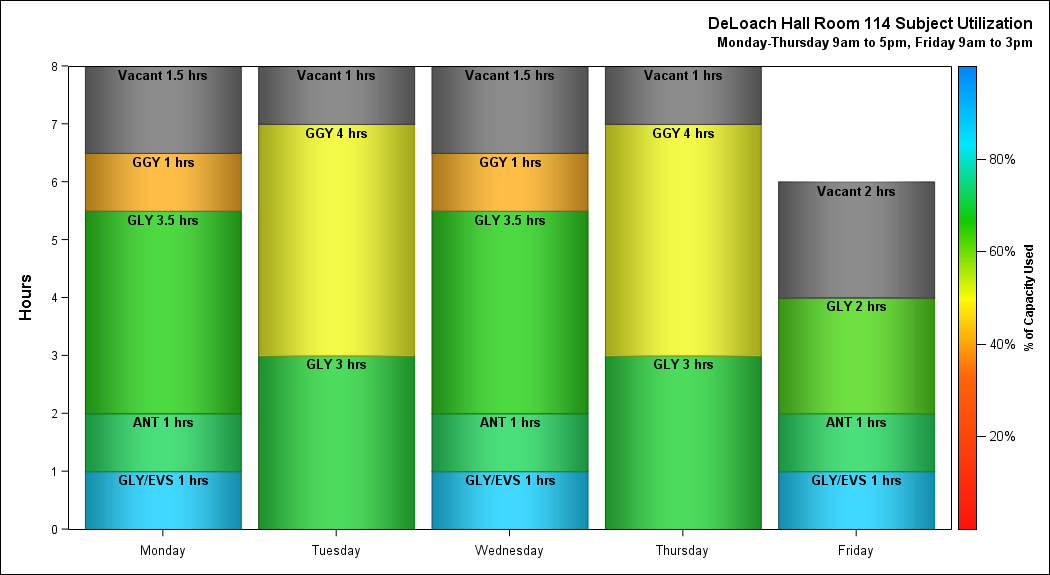 DeLoach Hall Room 114 Subject Utilization
Monday-Thursday 9am to 5pm, Friday 9am to 3pm
Hours
8
7
6
5
4
3
2
1
0
Vacant 1.5 hrs
GGY 1 hrs
GLY 3.5 hrs
ANT 1 hrs
GLY/EVS 1 hrs
Monday
Vacant 1 hrs
GGY 4 hrs
GLY 3 hrs
Tuesday
Vacant 1.5 hrs
GGY 1 hrs
GLY 3.5 hrs
ANT 1 hrs
GLY/EVS 1 hrs
Wednesday
Vacant 1 hrs
GGY 4 hrs
GLY 3 hrs
Thursday
Vacant 2 hrs
GLY 2 hrs
ANT 1 hrs
GLY/EVS 1 hrs
Friday
80%
60%
40%
20%
% of Capacity Used